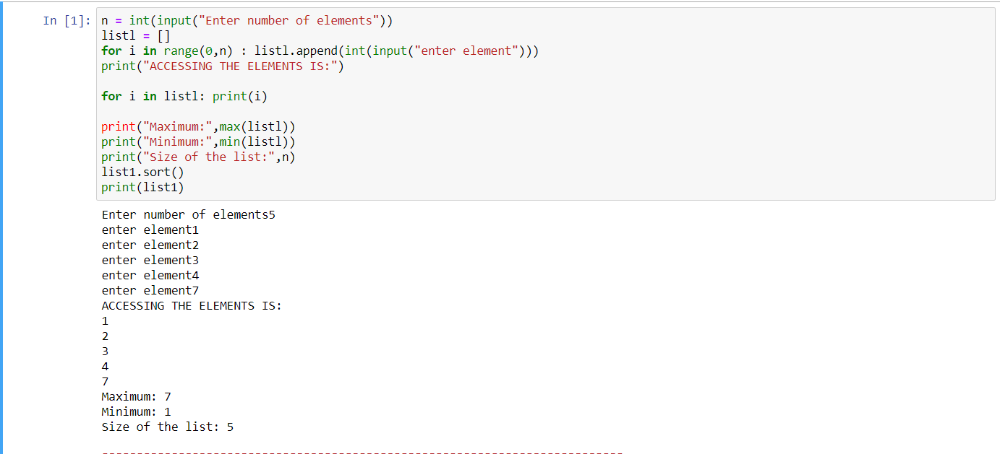 In [1]: n = int(input("Enter number of elements"))
listl = []
for i in range(0,n) : listl.append(int(input("enter element")))
print("ACCESSING THE ELEMENTS IS:")
for i in listl: print(i)
print("Maximum:",max(listl))
print("Minimum:",min(listl))
print("Size of the list:",n)
list1.sort()
print(list1)
Enter number of elements5
enter element1
enter element2
enter element3
enter element4
enter element7
ACCESSING THE ELEMENTS IS:
1
2
3
4
7
Maximum: 7
Minimum: 1
Size of the list: 5
---------------------------------------------------------------------------